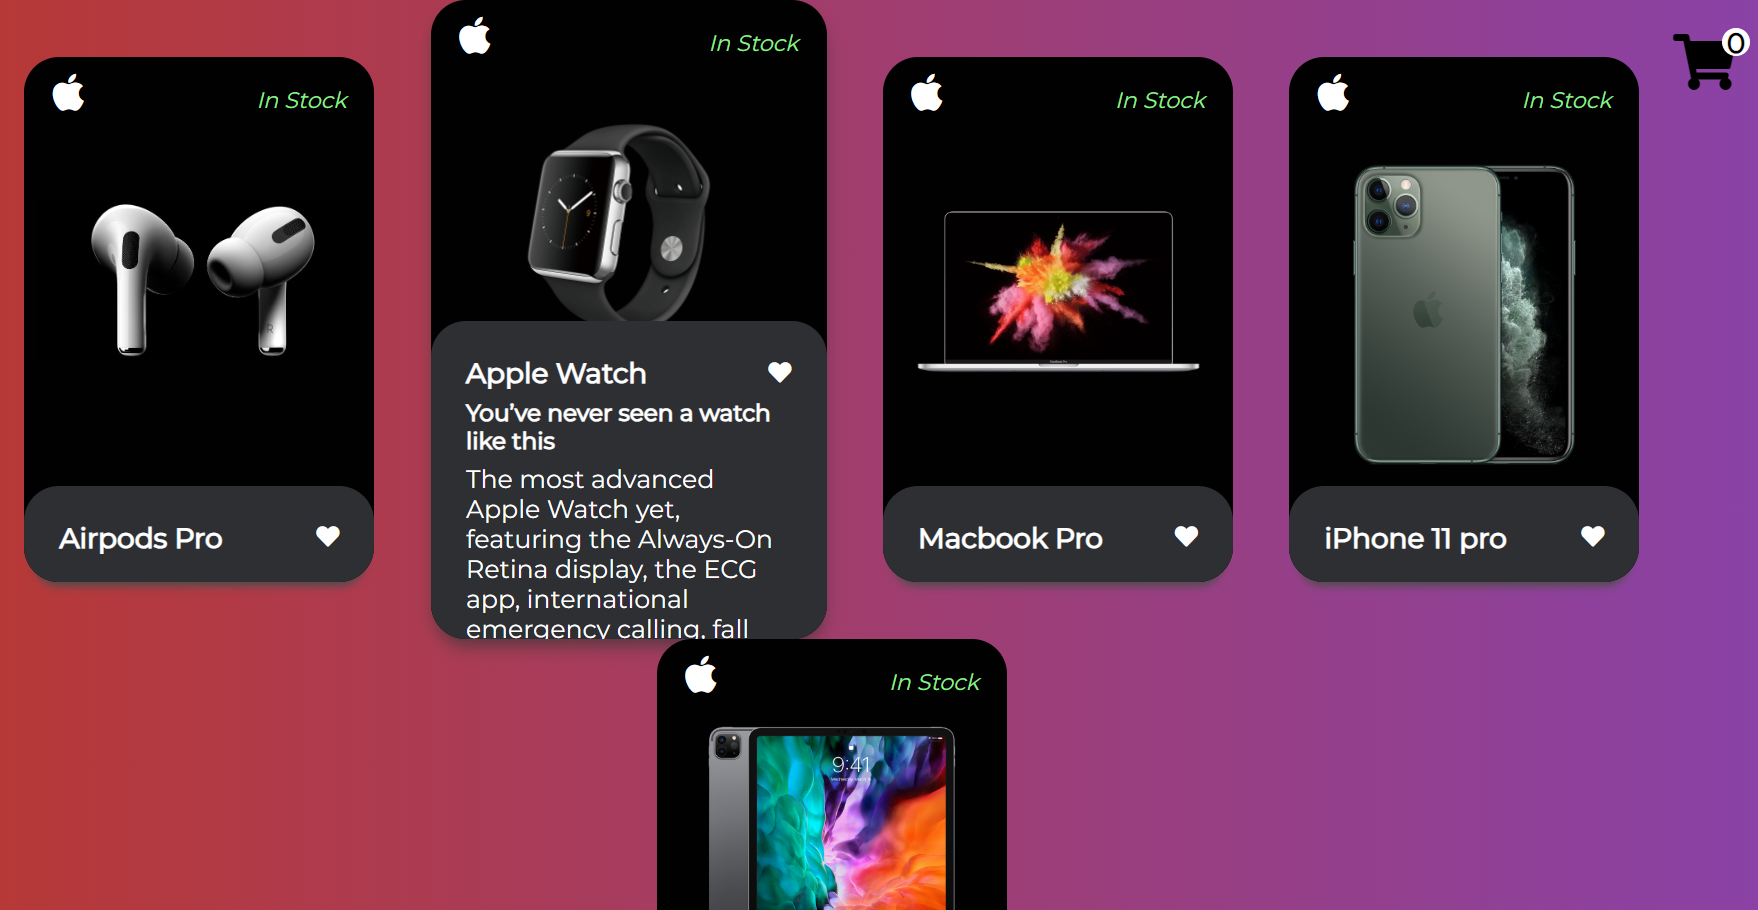 In Stock
Airpods Pro
In Stock
Apple Watch
You've never seen a watch
like this
The most advanced
Apple Watch yet,
featuring the Always-On
Retina display, the ECG
app, international
emergency calling, fall
In Stock
Macbook Pro
In Stock
iPhone 11 pro
0
In Stock
9:41